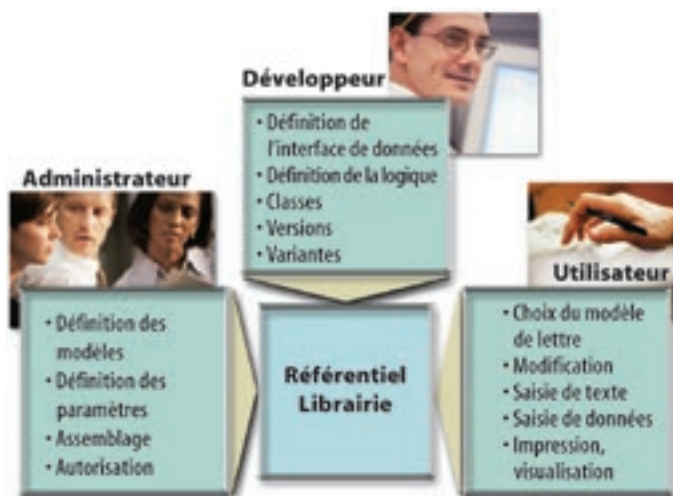 Développeur
• Définition de
l'interface de données
• Définition de la logique
• Classes
• Versions
• Variantes
Administrateur
• Définition des
modèles
• Définition des
paramètres
• Assemblage
• Autorisation
Référentiel
Librairie
Utilisateur
• Choix du modèle
de lettre
• Modification
• Saisie de texte
• Saisie de données
• Impression,
visualisation